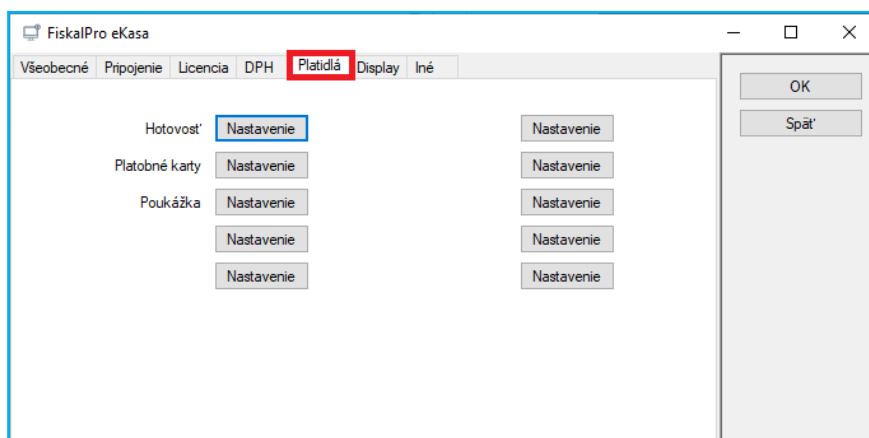 FiskalPro eKasa
Všeobecné Pripojenie Licencia DPH Platidlá Display Iné
OK
Späť
Hotovosť Nastavenie Nastavenie
Platobné karty Nastavenie Nastavenie
Poukážka Nastavenie Nastavenie
Nastavenie Nastavenie
Nastavenie Nastavenie